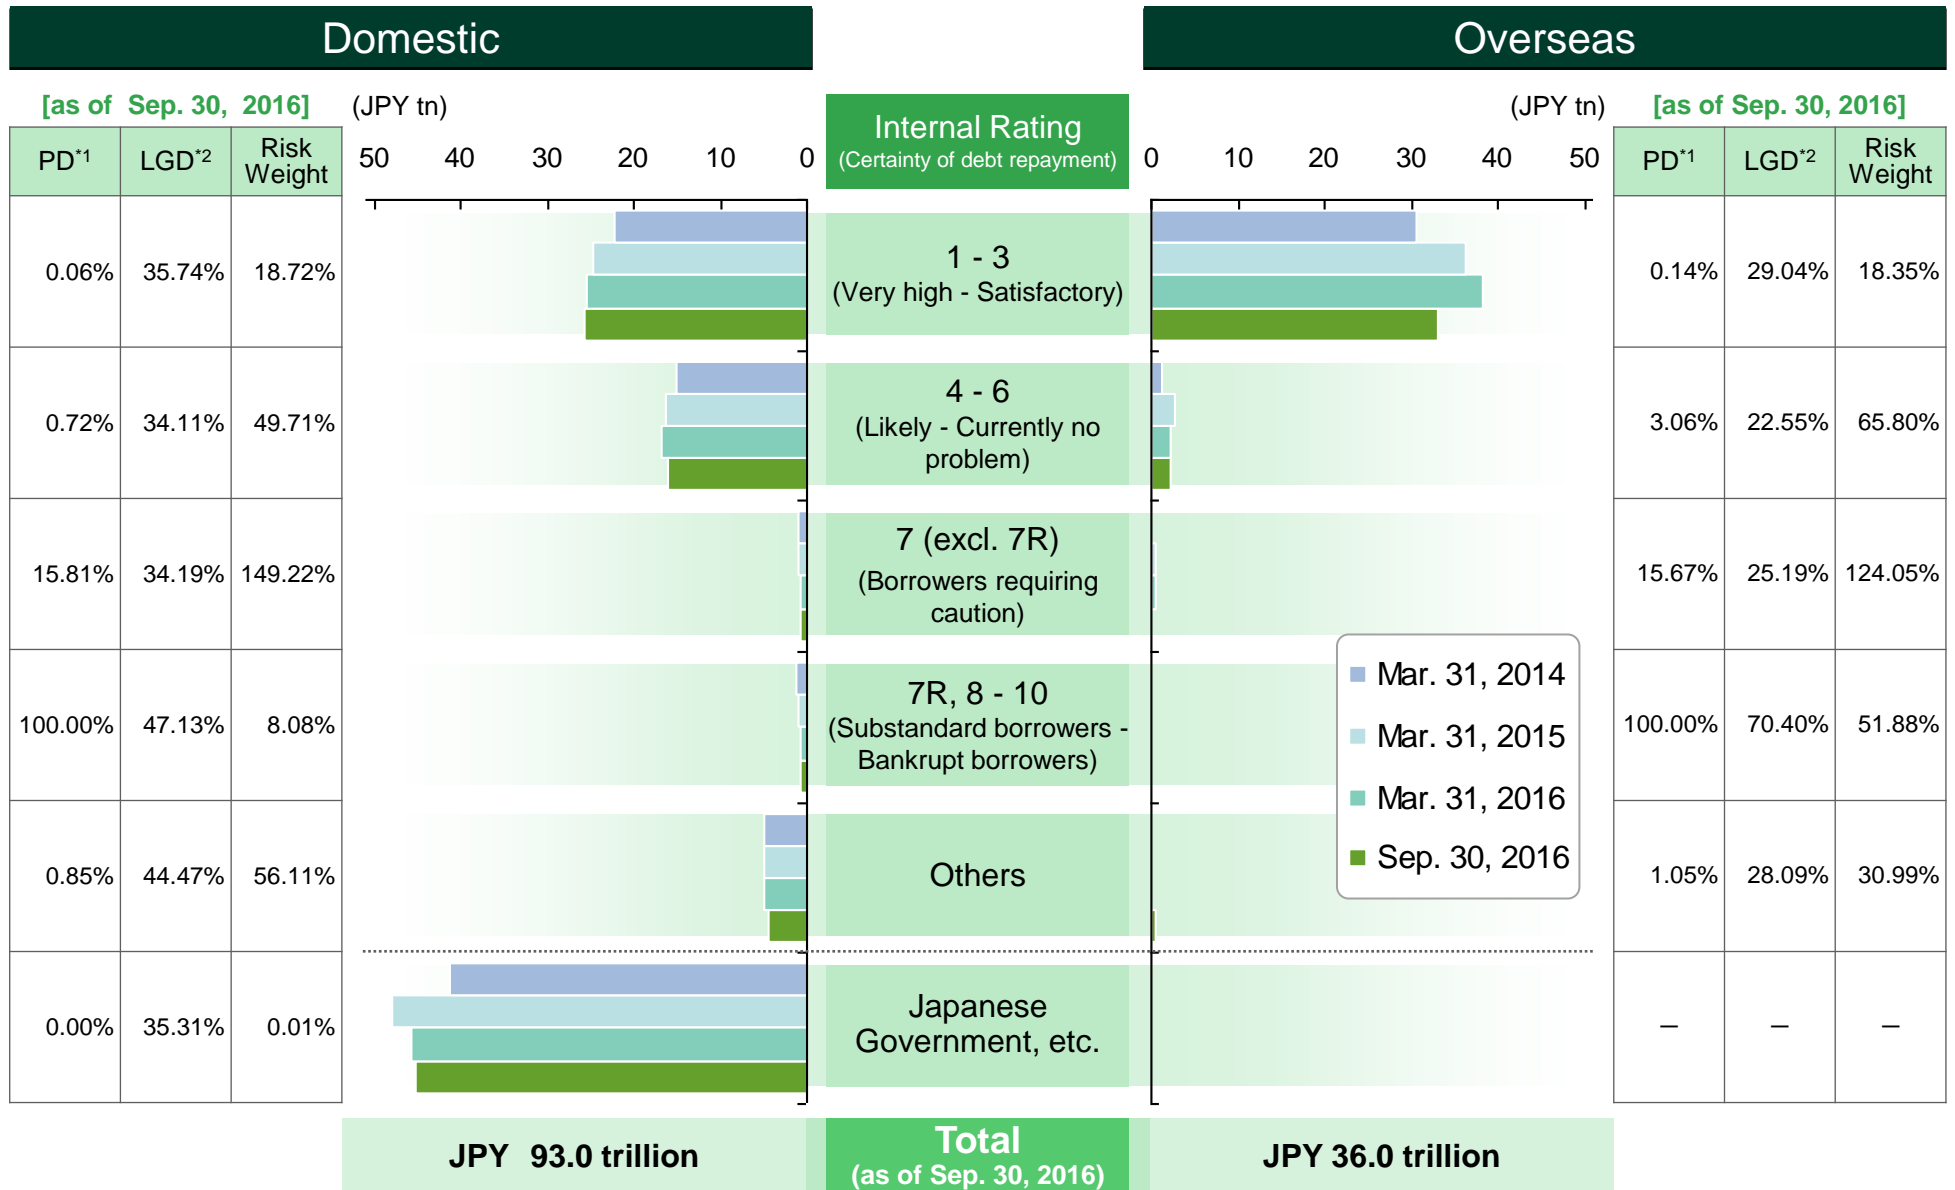 Domestic
Overseas
[as of Sep. 30, 2016]
(JPY tn)
PD*1 LGD*2 Risk Weight
50 40 30 20 10 0
Internal Rating
(Certainty of debt repayment)
0 10 20 30 40 50
(JPY tn)
[as of Sep. 30, 2016]
PD*1 LGD*2 Risk Weight
0.06% 35.74% 18.72%
1 - 3
(Very high - Satisfactory)
0.14% 29.04% 18.35%
0.72% 34.11% 49.71%
4 - 6
(Likely - Currently no
problem)
3.06% 22.55% 65.80%
15.81% 34.19% 149.22%
7 (excl. 7R)
(Borrowers requiring
caution)
15.67% 25.19% 124.05%
100.00% 47.13% 8.08%
7R, 8 - 10
(Substandard borrowers -
Bankrupt borrowers)
100.00% 70.40% 51.88%
Mar. 31, 2014
Mar. 31, 2015
Mar. 31, 2016
Sep. 30, 2016
0.85% 44.47% 56.11%
Others
1.05% 28.09% 30.99%
0.00% 35.31% 0.01%
Japanese
Government, etc.
– – –
JPY 93.0 trillion
Total
(as of Sep. 30, 2016)
JPY 36.0 trillion